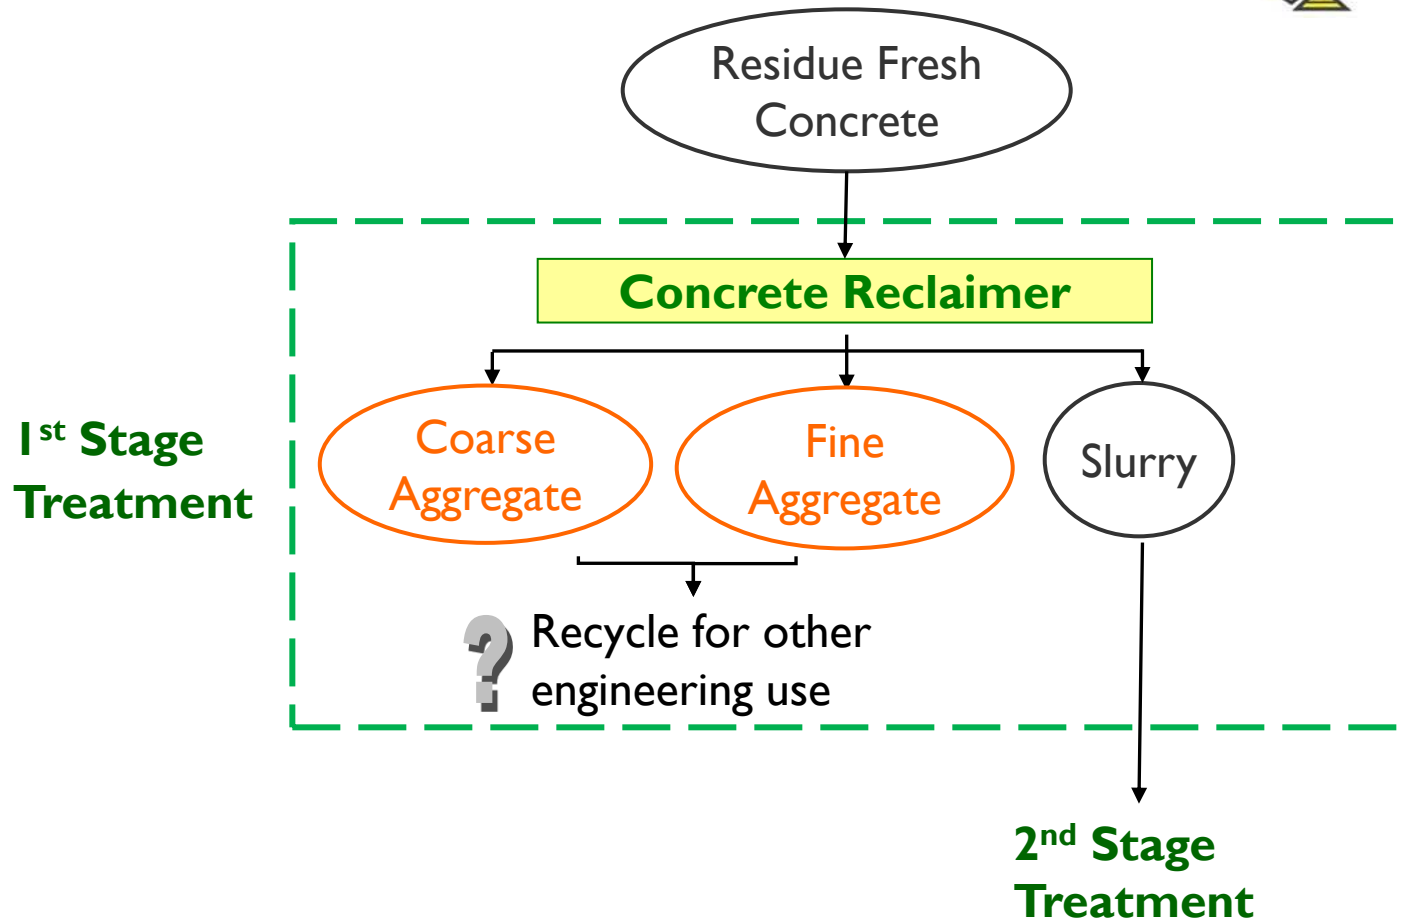 Residue Fresh
Concrete
Concrete Reclaimer
1st Stage
Treatment
Coarse
Aggregate
Fine
Aggregate
Slurry
? Recycle for other
engineering use
2nd Stage
Treatment